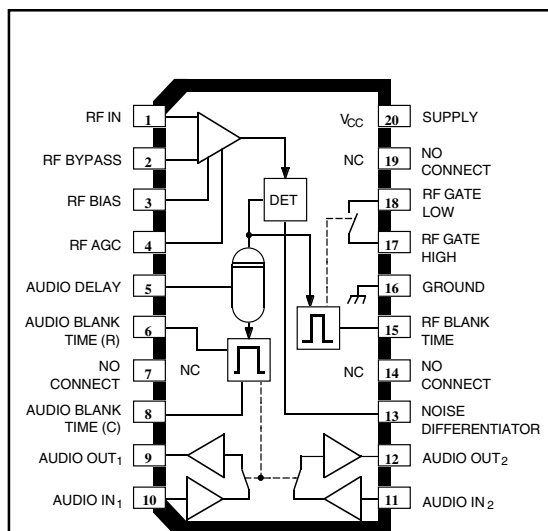 RF IN
1
RF BYPASS
2
RF BIAS
3
RF AGC
4
AUDIO DELAY
5
AUDIO BLANK
TIME (R)
6
NO
CONNECT
7
NC
AUDIO BLANK
TIME (C)
8
AUDIO OUT1
9
AUDIO IN1
10
DET
VCC
20
SUPPLY
NC
19
NO
CONNECT
18
RF GATE
LOW
17
RF GATE
HIGH
16
GROUND
15
RF BLANK
TIME
NC
14
NO
CONNECT
13
NOISE
DIFFERENTIATOR
12
AUDIO OUT2
11
AUDIO IN2